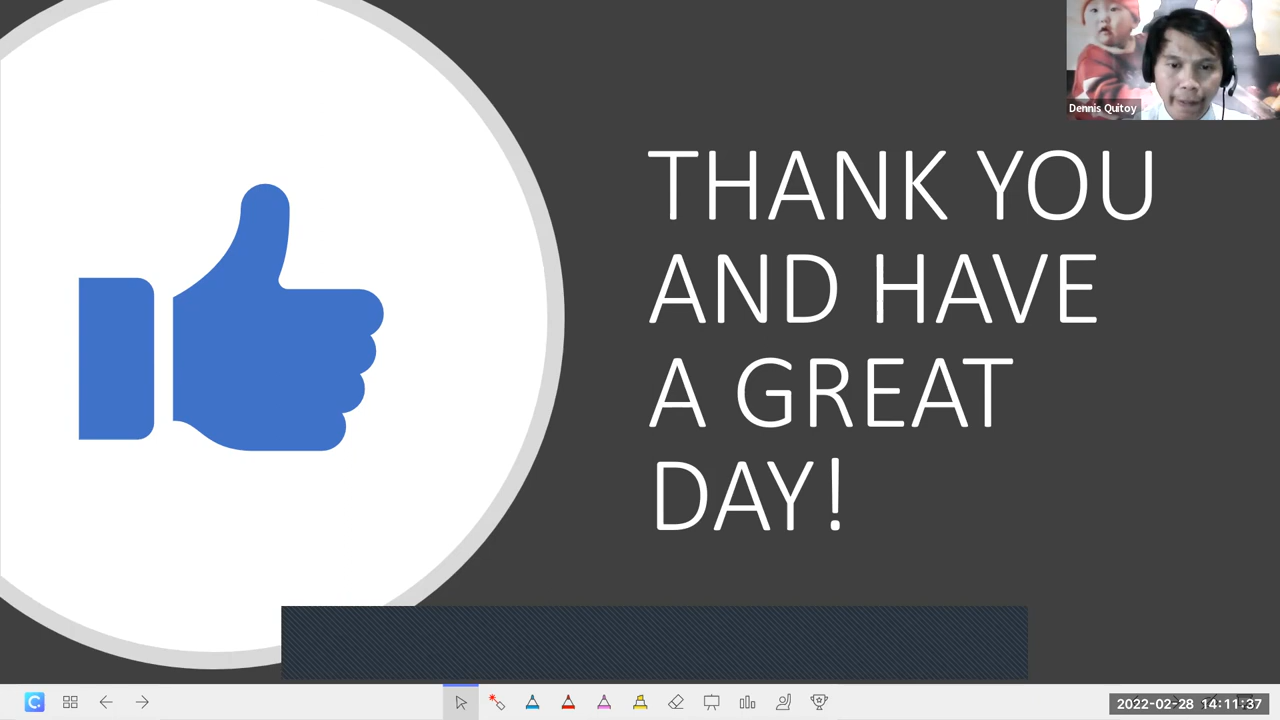 Dennis Quitoy
THANK YOU
AND HAVE
A GREAT
DAY!
2022-02-28 14:11:37